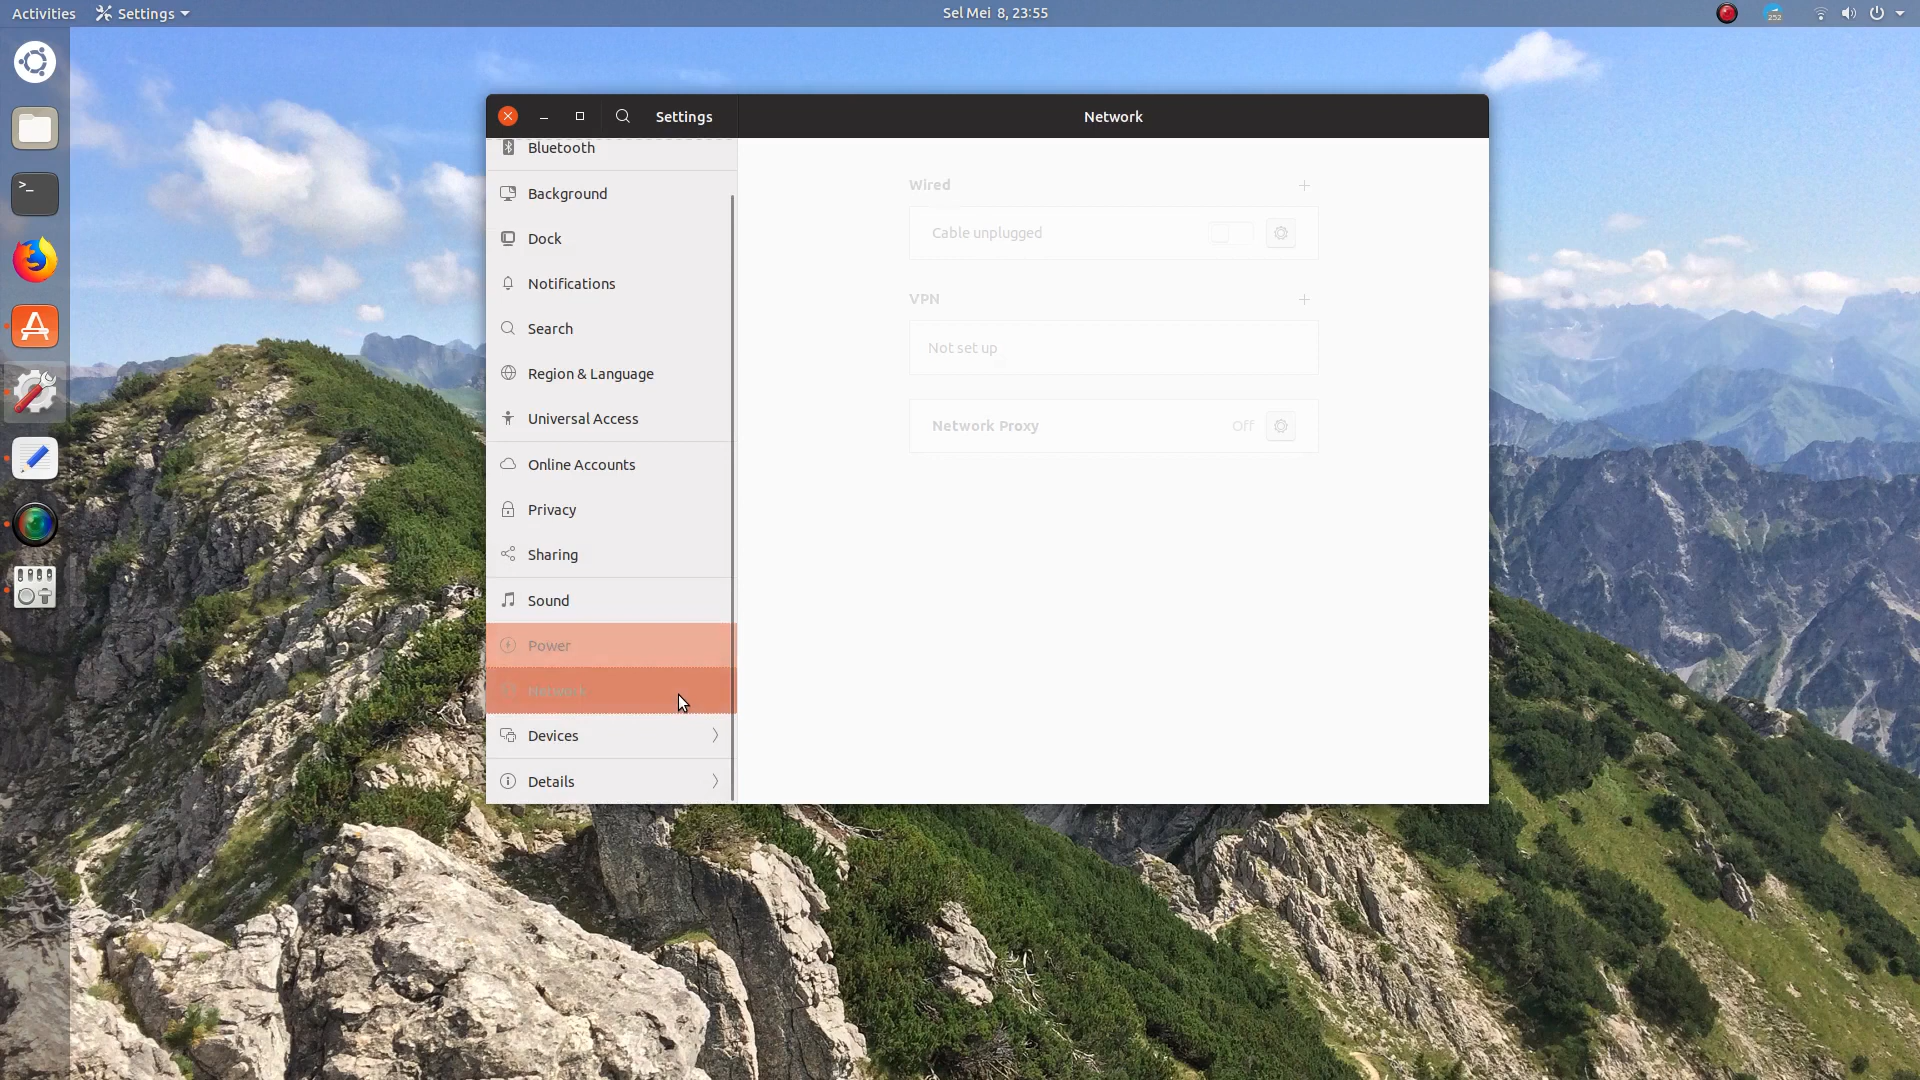 Activities
Settings
Sel Mei 8, 23:55
252
Settings
Network
Bluetooth
Background
Dock
Notifications
Search
Region & Language
Universal Access
Online Accounts
Privacy
Sharing
Sound
Power
Network
Devices
Details
Wired
Cable unplugged
VPN
Not set up
Network Proxy
Off